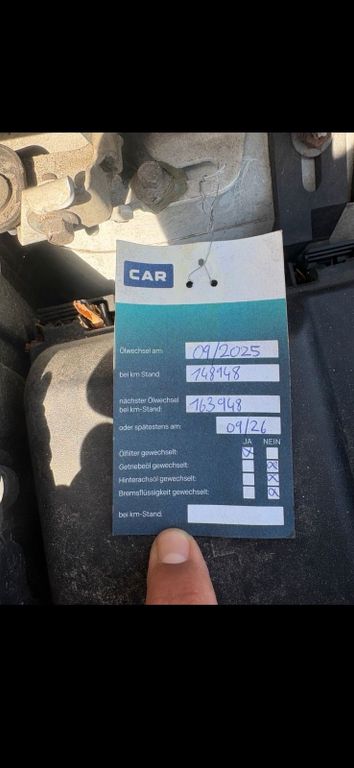 CAR
Ölwechsel am: 09/2025
bei km Stand 148148
nächster Ölwechsel
bei km-Stand: 163948
oder spätestens am: 09/26
JA NEIN
Ölfilter gewechselt: X
Getriebeöl gewechselt: X
Hinterachsöl gewechselt: X
Bremsflüssigkeit gewechselt: X
bei km-Stand: